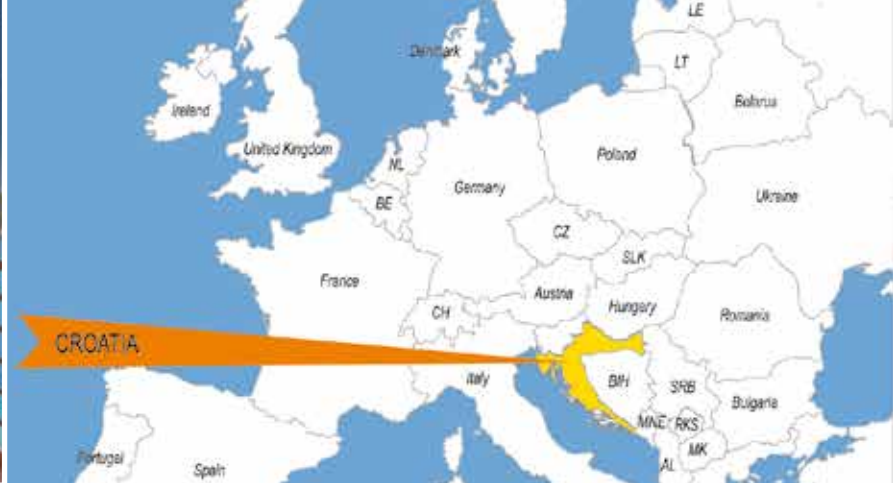 LE
Denmark
LT
Ireland
Belarus
United Kingdom
NL
Poland
Germany
BE
Ukraine
CZ
SLK
France
Austria
CH
Hungary
Romania
CROATIA
Italy
BIH
SRB
Bulgaria
MNE
RKS
MK
Portugal
AL
Spain